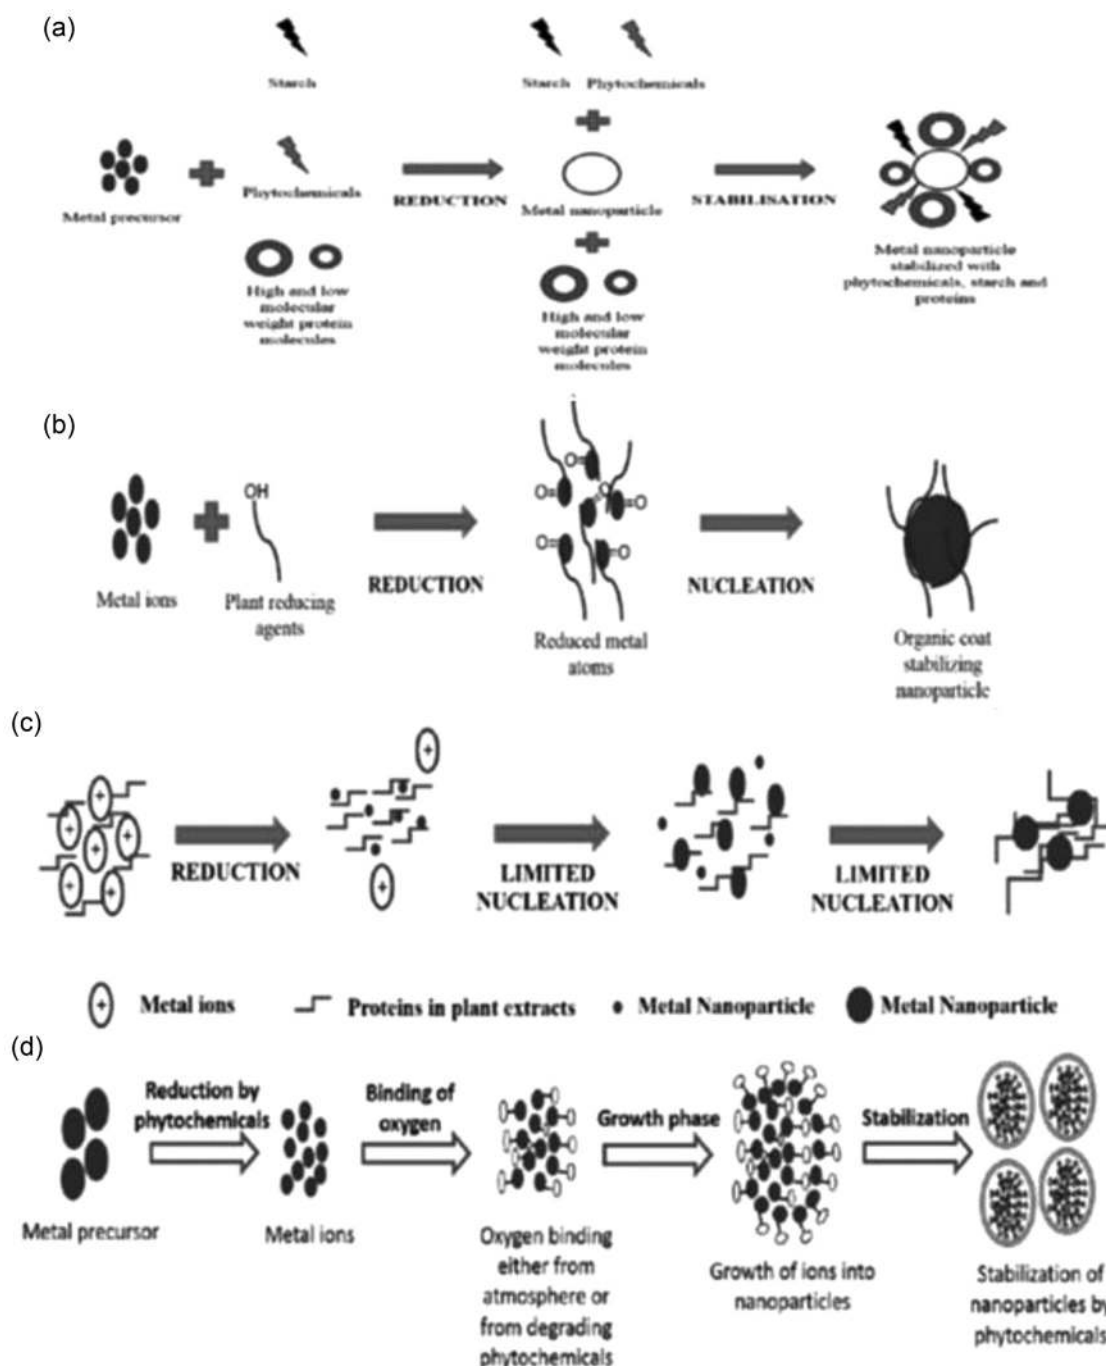 (a)
Starch
Starch Phytochemicals
Phytochemicals
Metal precursor
REDUCTION
Metal nanoparticle
STABILISATION
Metal nanoparticle
stabilized with
phytochemicals, starch and
proteins
High and low
molecular
weight protein
molecules
High and low
molecular
weight protein
molecules
(b)
OH
O=
O=
O
=O
O=
=O
Metal ions
Plant reducing
agents
REDUCTION
Reduced metal
atoms
NUCLEATION
Organic coat
stabilizing
nanoparticle
(c)
REDUCTION
LIMITED
NUCLEATION
LIMITED
NUCLEATION
Metal ions
Proteins in plant extracts
Metal Nanoparticle
Metal Nanoparticle
(d)
Reduction by
phytochemicals
Binding of
oxygen
Growth phase
Stabilization
Metal precursor
Metal ions
Oxygen binding
either from
atmosphere or
from degrading
phytochemicals
Growth of ions into
nanoparticles
Stabilization of
nanoparticles by
phytochemicals